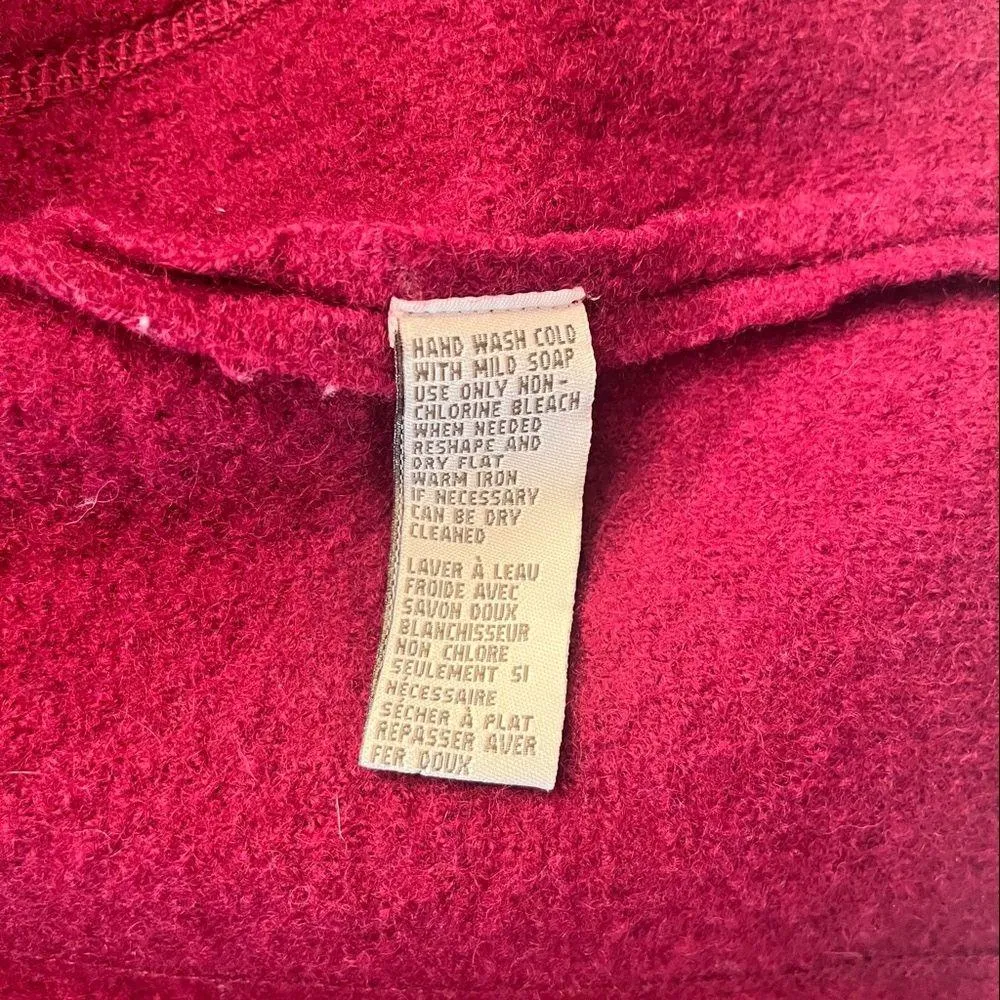 HAND WASH COLD
WITH MILD SOAP
USE ONLY NON-
CHLORINE BLEACH
WHEN NEEDED
RESHAPE AND
DRY FLAT
WARM IRON
IF NECESSARY
CAN BE DRY
CLEANED
LAVER À LEAU
FROIDE AVEC
SAVON DOUX
BLANCHISSEUR
NON CHLORE
SEULEMENT SI
NÉCESSAIRE
SÉCHER À PLAT
REPASSER AVER
FER DOUX